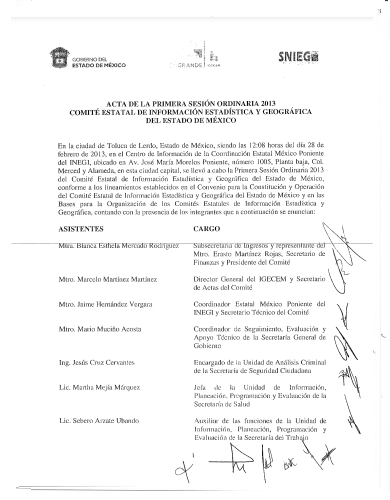 GOBIERNO DEL
ESTADO DE MÉXICO
GRANDE
SNIEG
ACTA DE LA PRIMERA SESIÓN ORDINARIA 2013
COMITÉ ESTATAL DE INFORMACIÓN ESTADÍSTICA Y GEOGRÁFICA
DEL ESTADO DE MÉXICO
En la ciudad de Toluca de Lerdo, Estado de México, siendo las 12:08 horas del día 28 de
febrero de 2013, en el Centro de Información de la Coordinación Estatal México Poniente
del INEGI, ubicado en Av. José María Morelos Poniente, número 1005, Planta baja, Col.
Merced y Alameda, en esta ciudad capital, se llevó a cabo la Primera Sesión Ordinaria 2013
del Comité Estatal de Información Estadística y Geográfica del Estado de México,
conforme a los lineamientos establecidos en el Convenio para la Constitución y Operación
del Comité Estatal de Información Estadística y Geográfica del Estado de México y en
las Bases para la Organización de los Comités Estatales de Información Estadística y
Geográfica, contando con la presencia de los integrantes que a continuación se enuncian:
ASISTENTES CARGO
Mtra. Blanca Esthela Mercado Rodríguez Subsecretaria de Ingresos y representante del
Mtro. Erasto Martínez Rojas, Secretario de
Finanzas y Presidente del Comité
Mtro. Marcelo Martínez Martínez Director General del IGECEM y Secretario
de Actas del Comité
Mtro. Jaime Hernández Vergara Coordinador Estatal México Poniente del
INEGI y Secretario Técnico del Comité
Mtro. Mario Muciño Acosta Coordinador de Seguimiento, Evaluación y
Apoyo Técnico de la Secretaría General de
Gobierno
Ing. Jesús Cruz Cervantes Encargado de la Unidad de Análisis Criminal
de la Secretaría de Seguridad Ciudadana
Lic. Martha Mejía Márquez Jefa de la Unidad de Información,
Planeación, Programación y Evaluación de la
Secretaría de Salud
Lic. Sebero Arzate Ubando Auxiliar de las funciones de la Unidad de
Información, Planeación, Programación y
Evaluación de la Secretaría del Trabajo